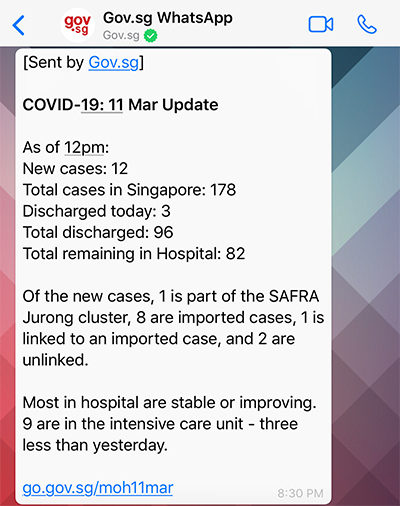 Gov.sg WhatsApp
gov
.sg
Gov.sg
[Sent by Gov.sg]
COVID-19: 11 Mar Update
As of 12pm:
New cases: 12
Total cases in Singapore: 178
Discharged today: 3
Total discharged: 96
Total remaining in Hospital: 82
Of the new cases, 1 is part of the SAFRA
Jurong cluster, 8 are imported cases, 1 is
linked to an imported case, and 2 are
unlinked.
Most in hospital are stable or improving.
9 are in the intensive care unit - three
less than yesterday.
go.gov.sg/moh11mar
8:30 PM